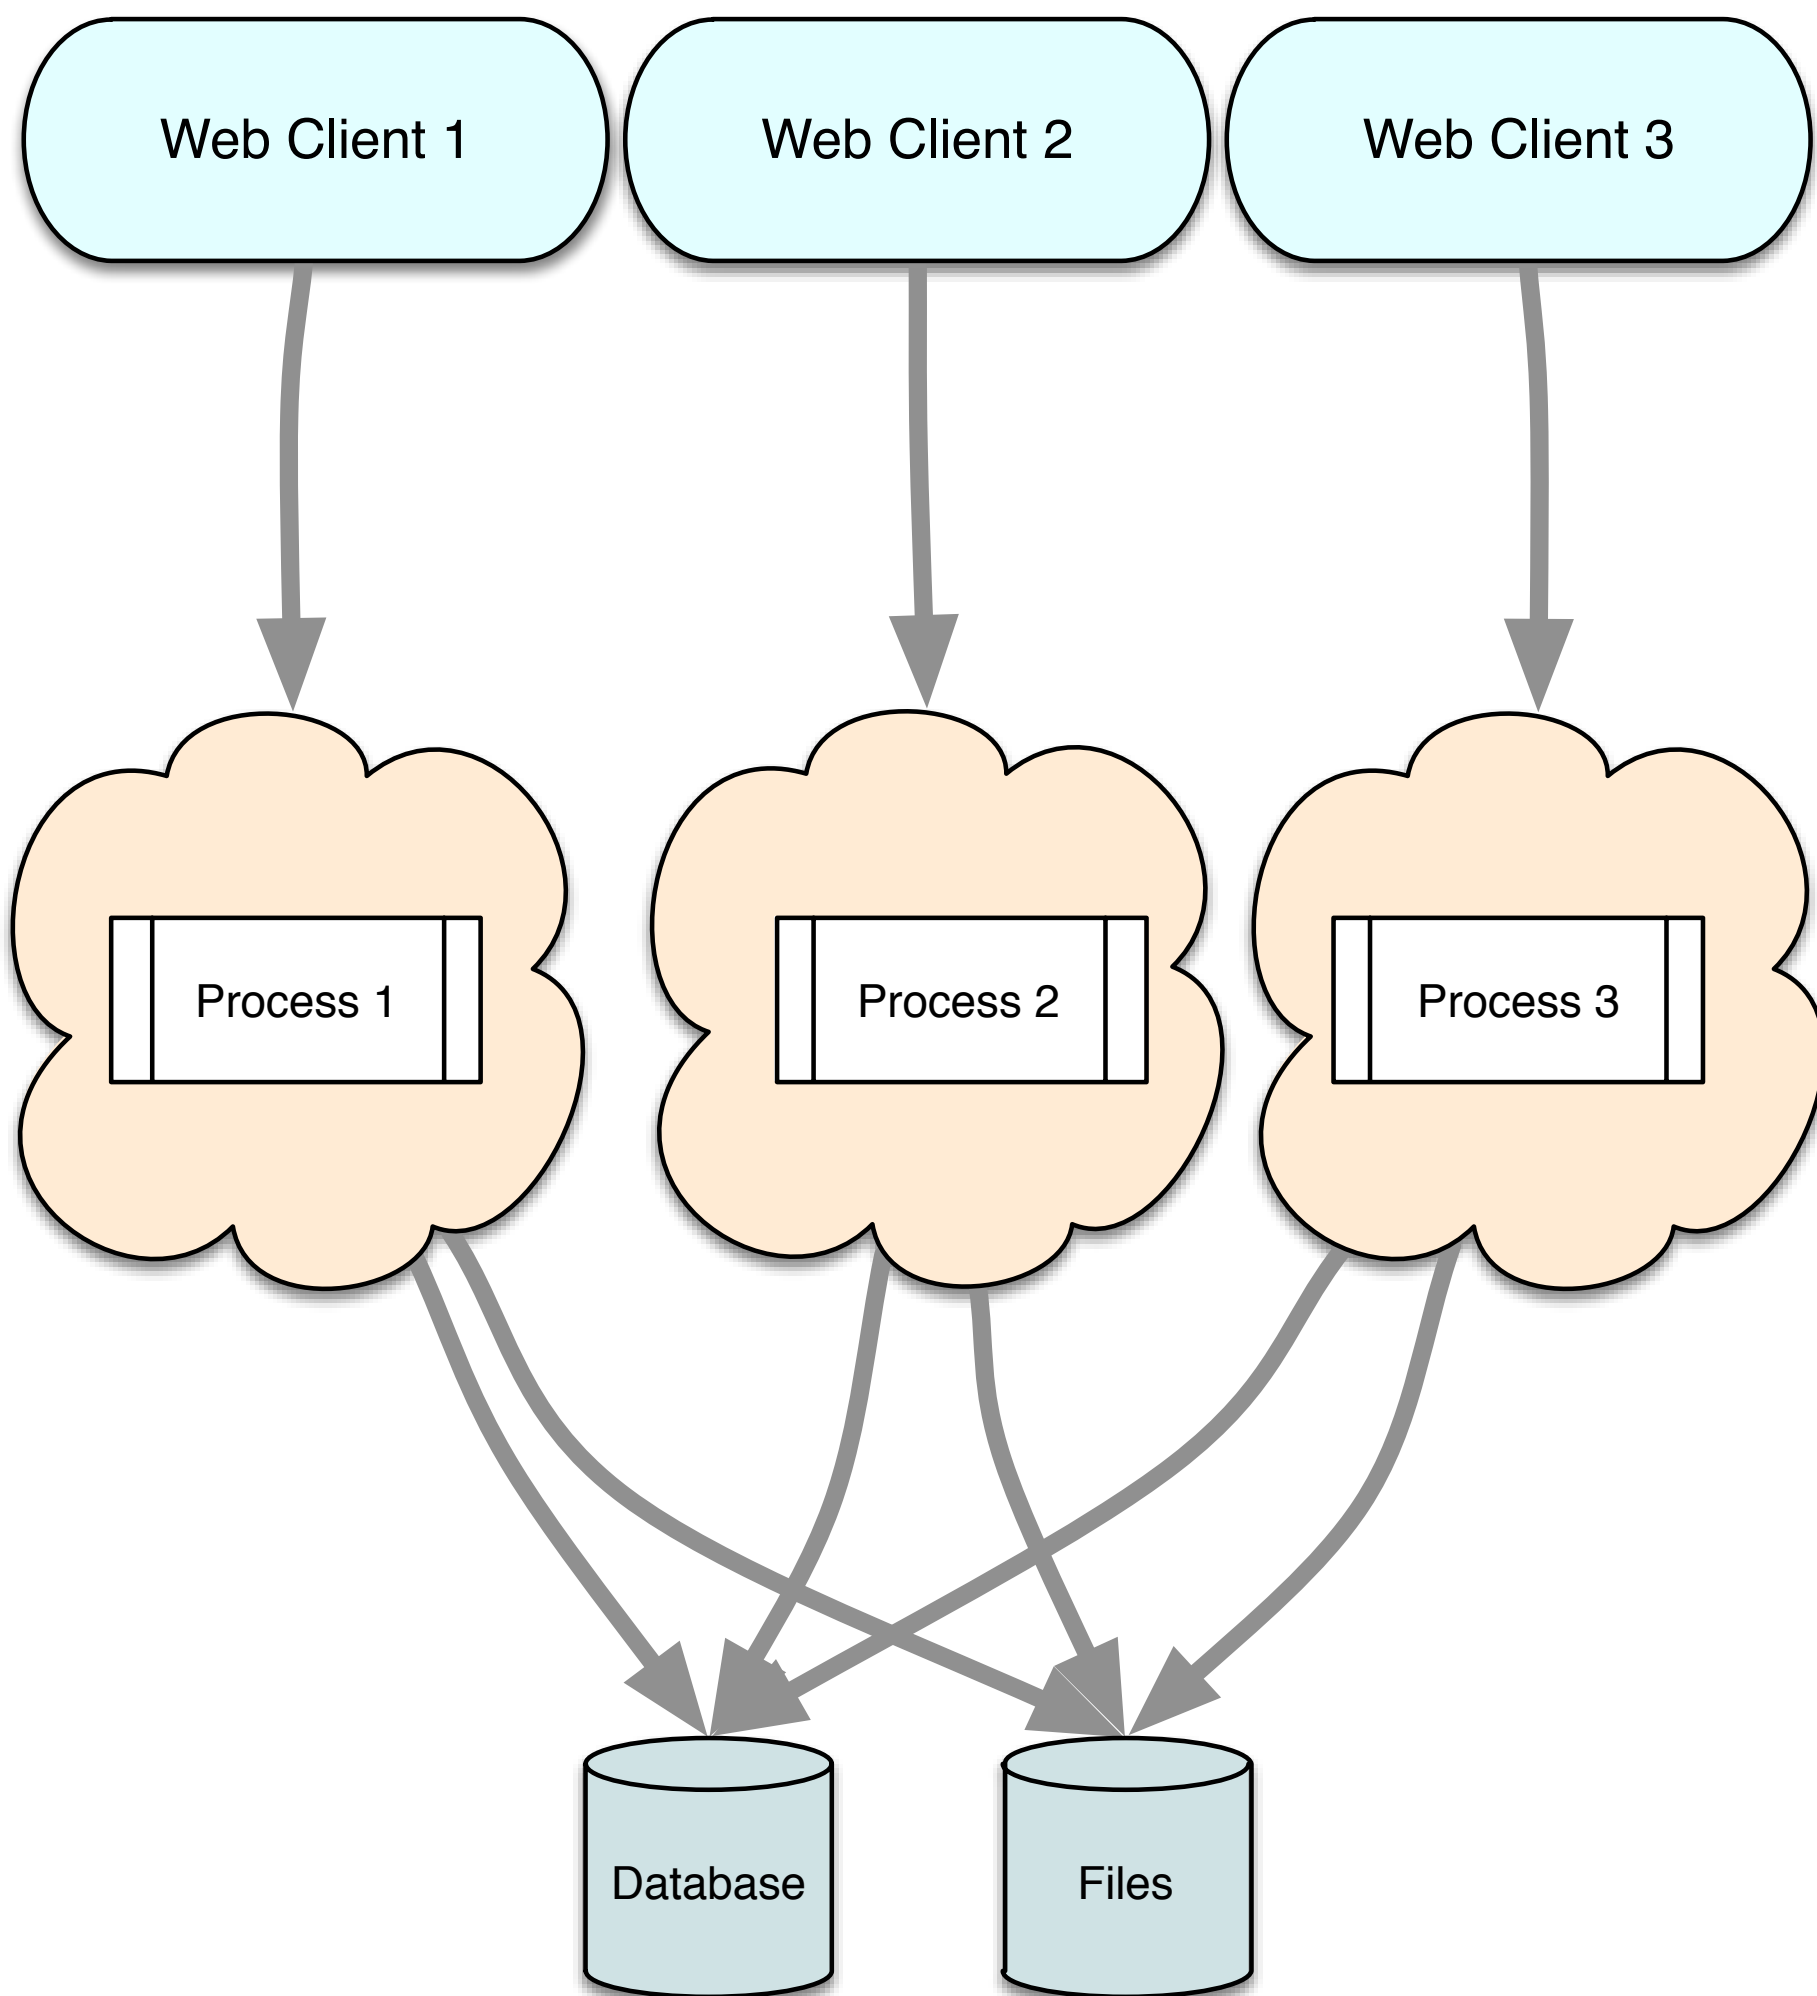 Web Client 1
Web Client 2
Web Client 3
Process 1
Process 2
Process 3
Database
Files